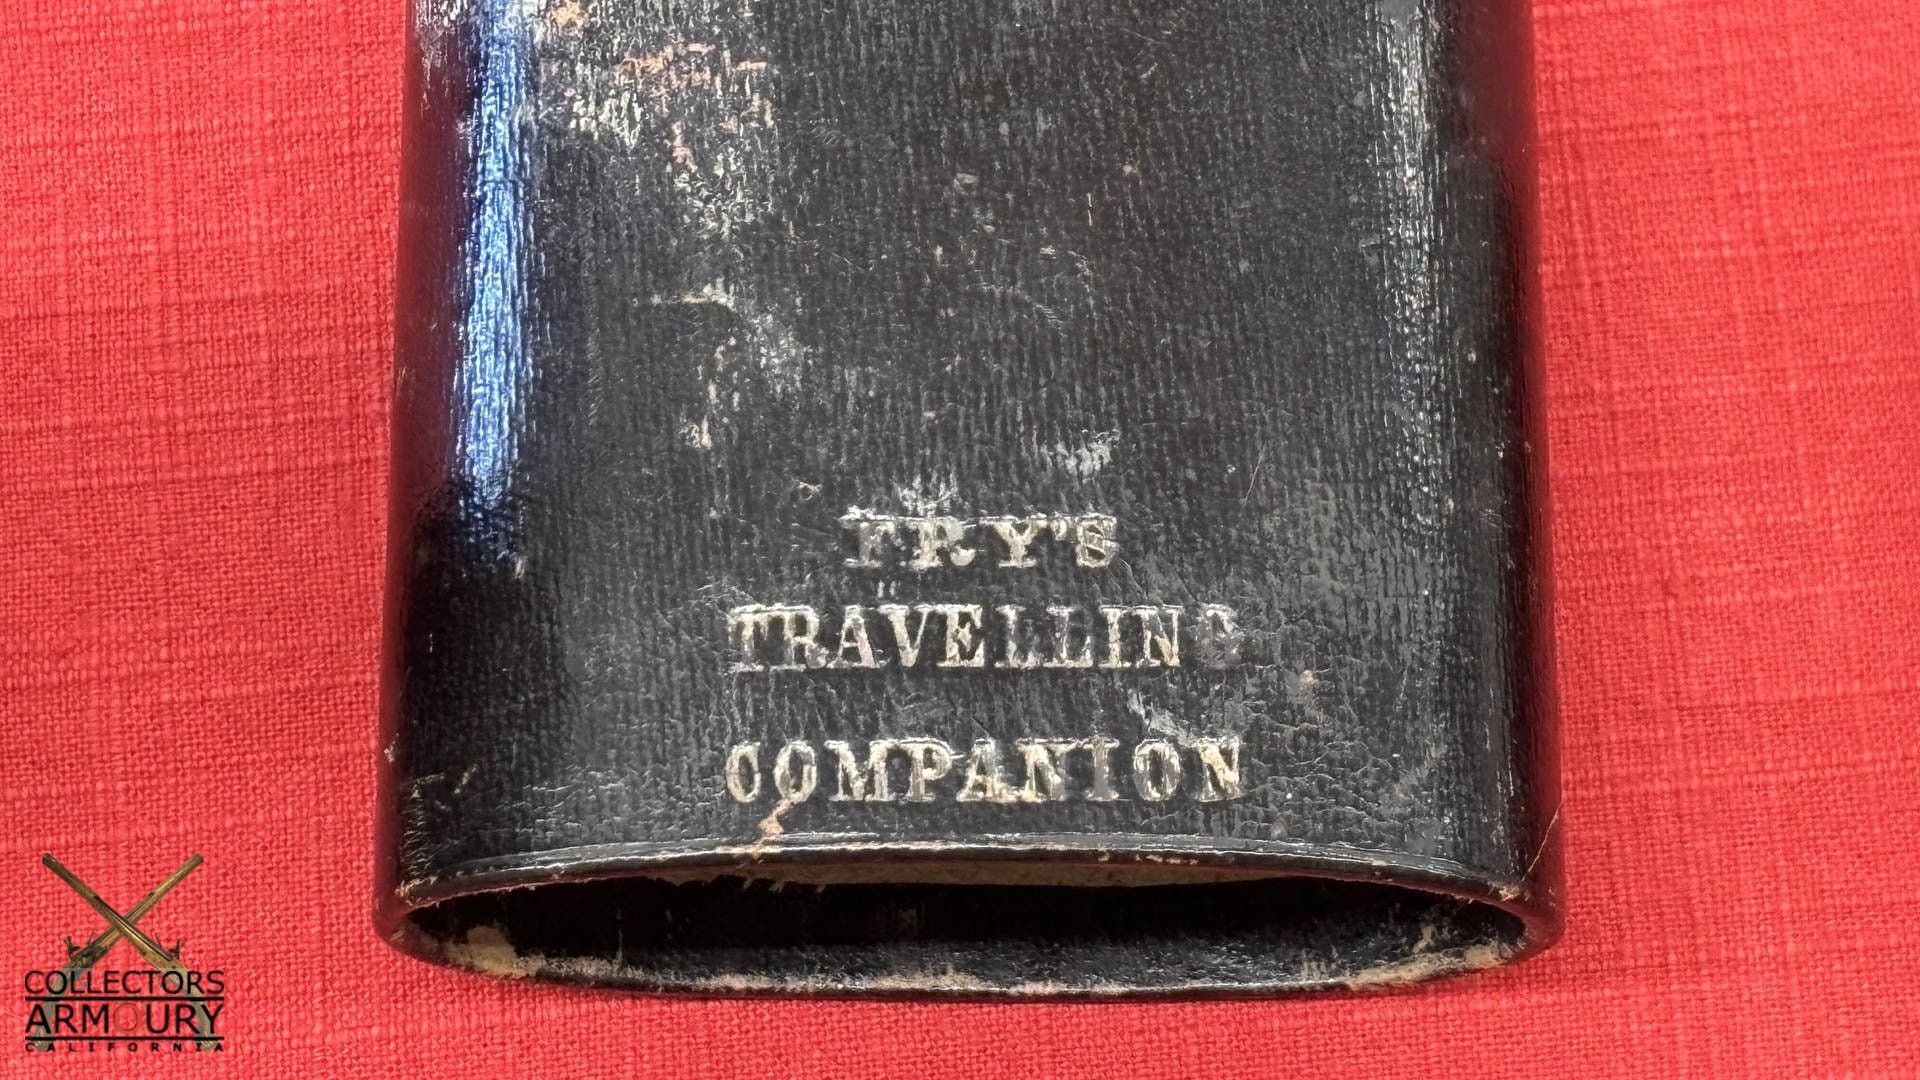 FRY'S
TRAVELLING
COMPANION
COLLECTORS
ARMOURY
CALIFORNIA